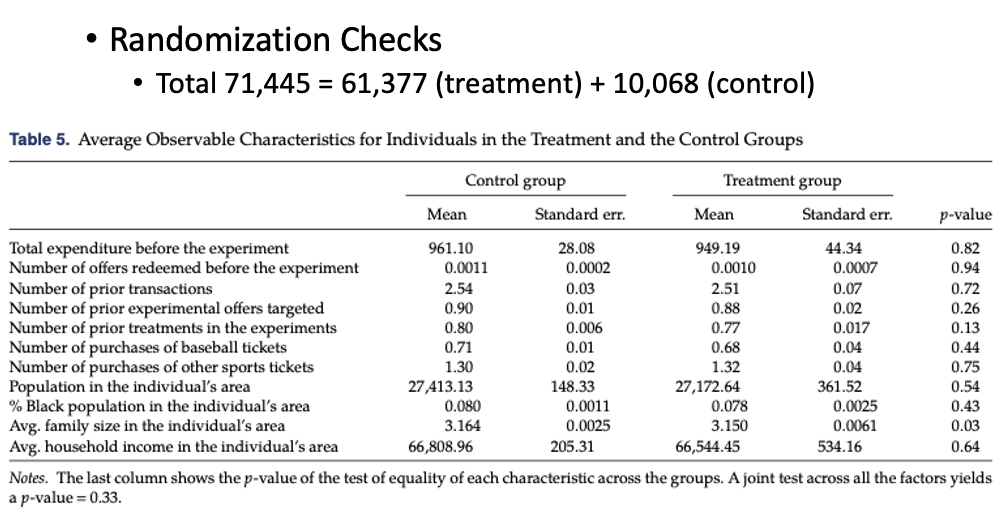 • Randomization Checks
• Total 71,445 = 61,377 (treatment) + 10,068 (control)
Table 5. Average Observable Characteristics for Individuals in the Treatment and the Control Groups
Control group Treatment group
Mean Standard err. Mean Standard err. p-value
Total expenditure before the experiment 961.10 28.08 949.19 44.34 0.82
Number of offers redeemed before the experiment 0.0011 0.0002 0.0010 0.0007 0.94
Number of prior transactions 2.54 0.03 2.51 0.07 0.72
Number of prior experimental offers targeted 0.90 0.01 0.88 0.02 0.26
Number of prior treatments in the experiments 0.80 0.006 0.77 0.017 0.13
Number of purchases of baseball tickets 0.71 0.01 0.68 0.04 0.44
Number of purchases of other sports tickets 1.30 0.02 1.32 0.04 0.75
Population in the individual's area 27,413.13 148.33 27,172.64 361.52 0.54
% Black population in the individual's area 0.080 0.0011 0.078 0.0025 0.43
Avg. family size in the individual's area 3.164 0.0025 3.150 0.0061 0.03
Avg. household income in the individual's area 66,808.96 205.31 66,544.45 534.16 0.64
Notes. The last column shows the p-value of the test of equality of each characteristic across the groups. A joint test across all the factors yields
a p-value = 0.33.